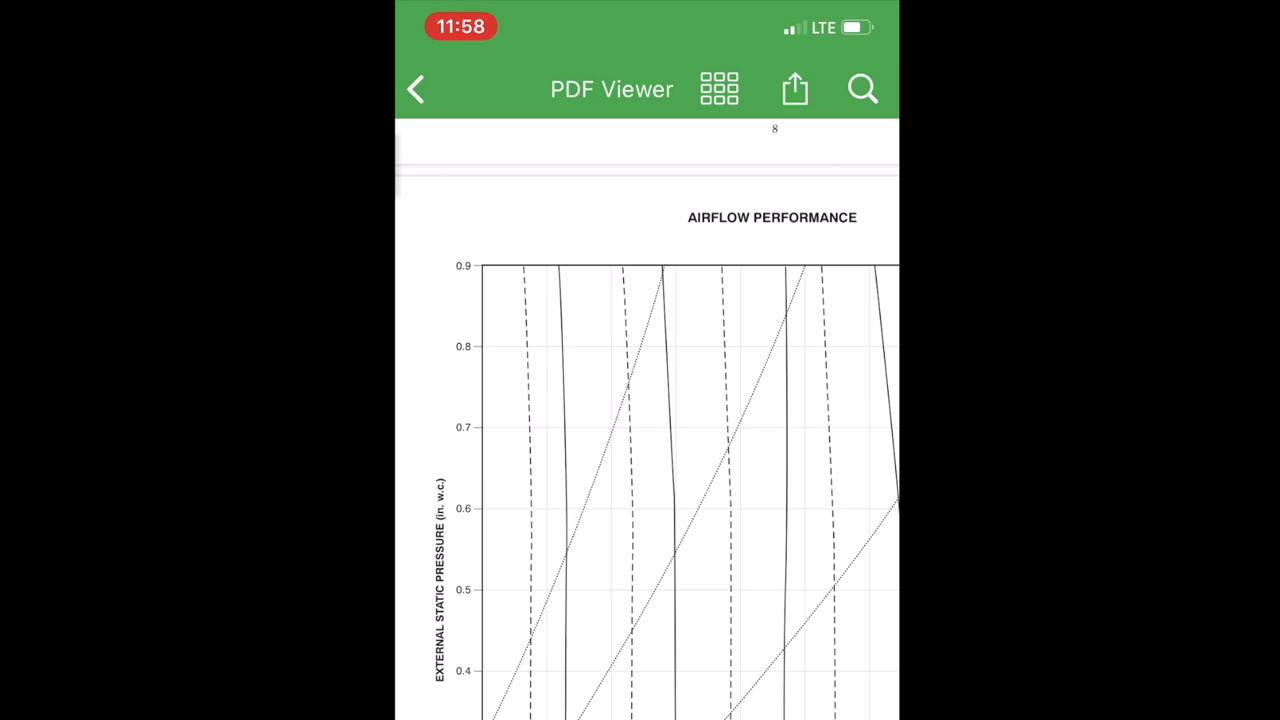 11:58
LTE
PDF Viewer
8
AIRFLOW PERFORMANCE
0.9
0.8
0.7
0.6
0.5
0.4
EXTERNAL STATIC PRESSURE (in. w.c.)